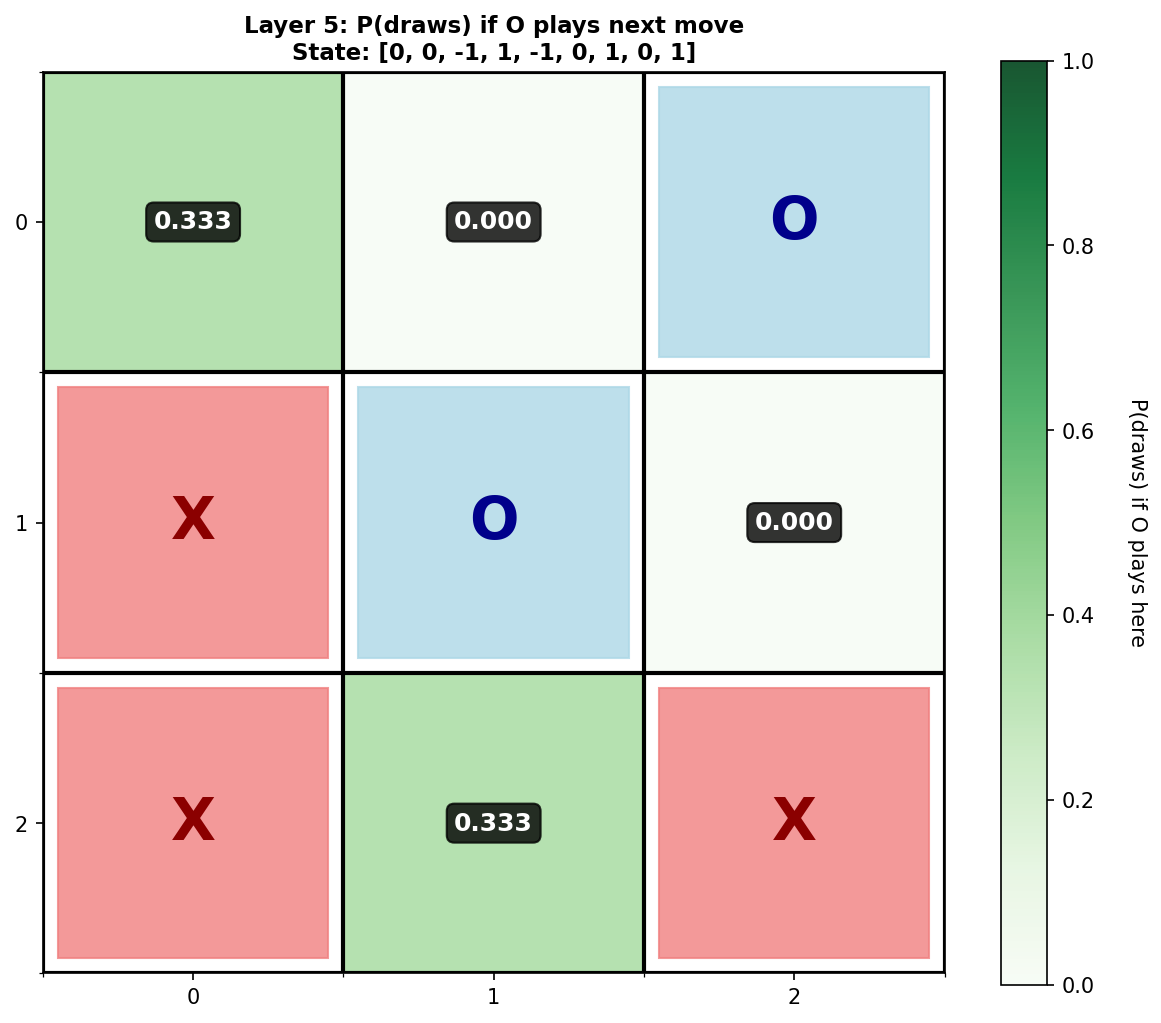 Layer 5: P(draws) if O plays next move
State: [0, 0, -1, 1, -1, 0, 1, 0, 1]
0
0.333
0.000
O
1
X
O
0.000
2
X
0.333
X
0
1
2
1.0
0.8
0.6
0.4
0.2
0.0
P(draws) if O plays here